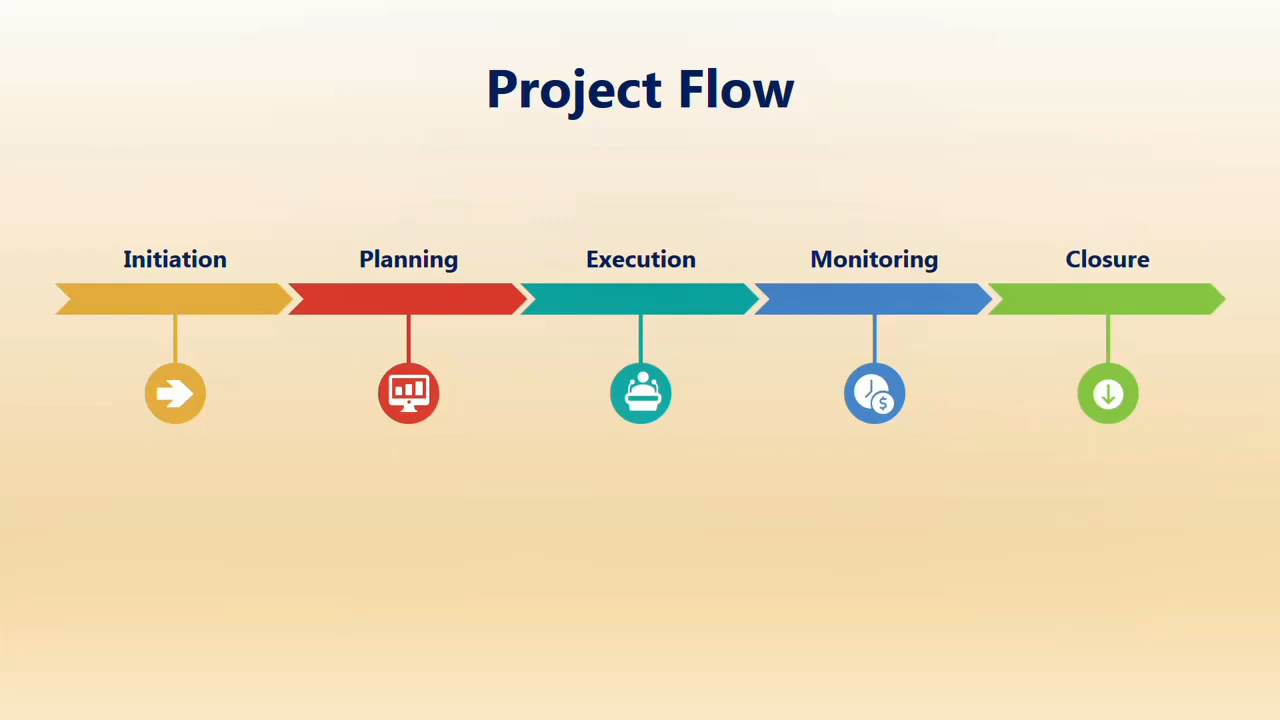 Project Flow
Initiation
Planning
Execution
Monitoring
Closure
$